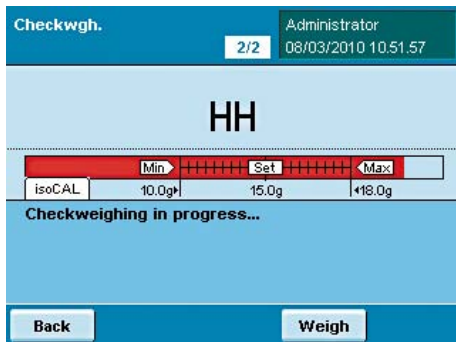 Checkwgh.
2/2
Administrator
08/03/2010 10.51.57
HH
Min Set Max
isoCAL 10.0g 15.0g 18.0g
Checkweighing in progress...
Back Weigh